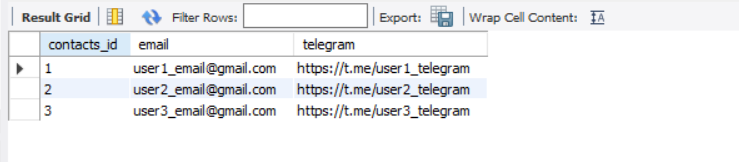 Result Grid Filter Rows: Export: Wrap Cell Content: IA
contacts_id email telegram
1 user1_email@gmail.com https://t.me/user1_telegram
2 user2_email@gmail.com https://t.me/user2_telegram
3 user3_email@gmail.com https://t.me/user3_telegram